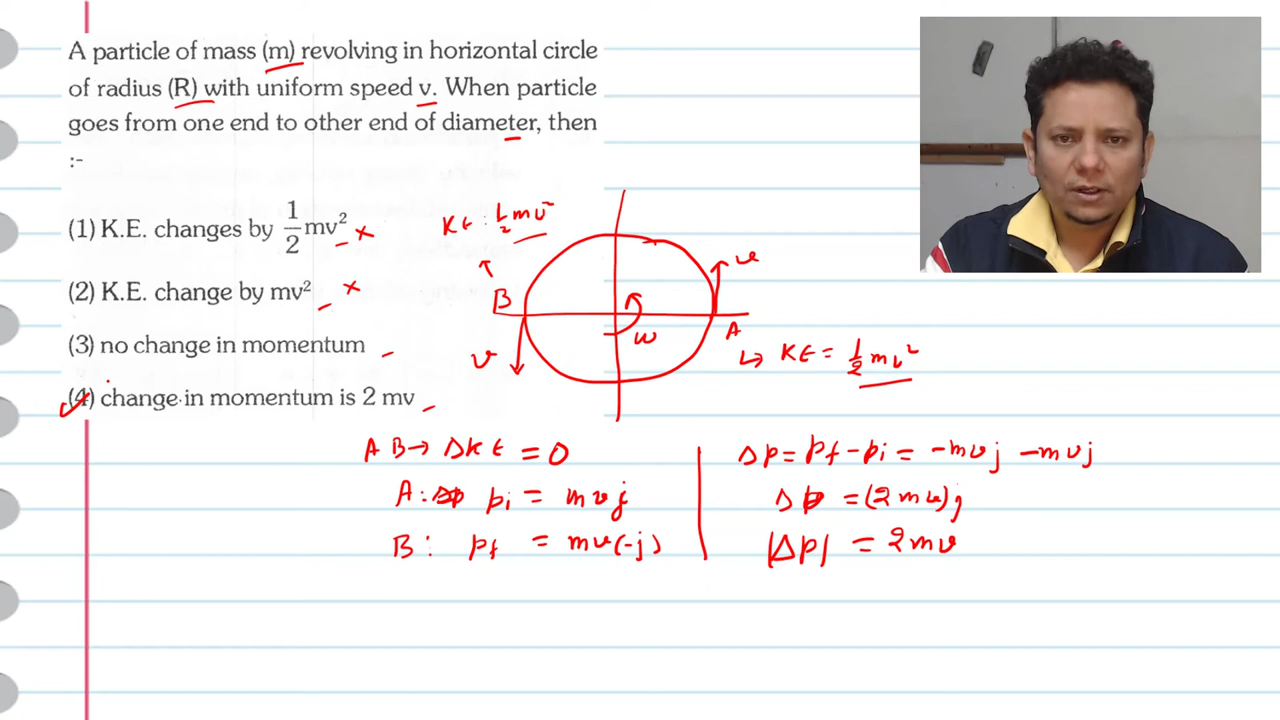 A particle of mass (m) revolving in horizontal circle
of radius (R) with uniform speed v. When particle
goes from one end to other end of diameter, then
:-
(1) K.E. changes by 1/2 mv² ×
(2) K.E. change by mv² ×
(3) no change in momentum
(4) change in momentum is 2 mv
KE : 1/2 mv²
B
v
v
A
ω
↳ KE = 1/2 mv²
AB → ΔKE = 0
A: pi = mvj
B: pf = mv(-j)
Δp = pf - pi = -mvj - mvj
Δp = (2mv)j
|Δp| = 2mv